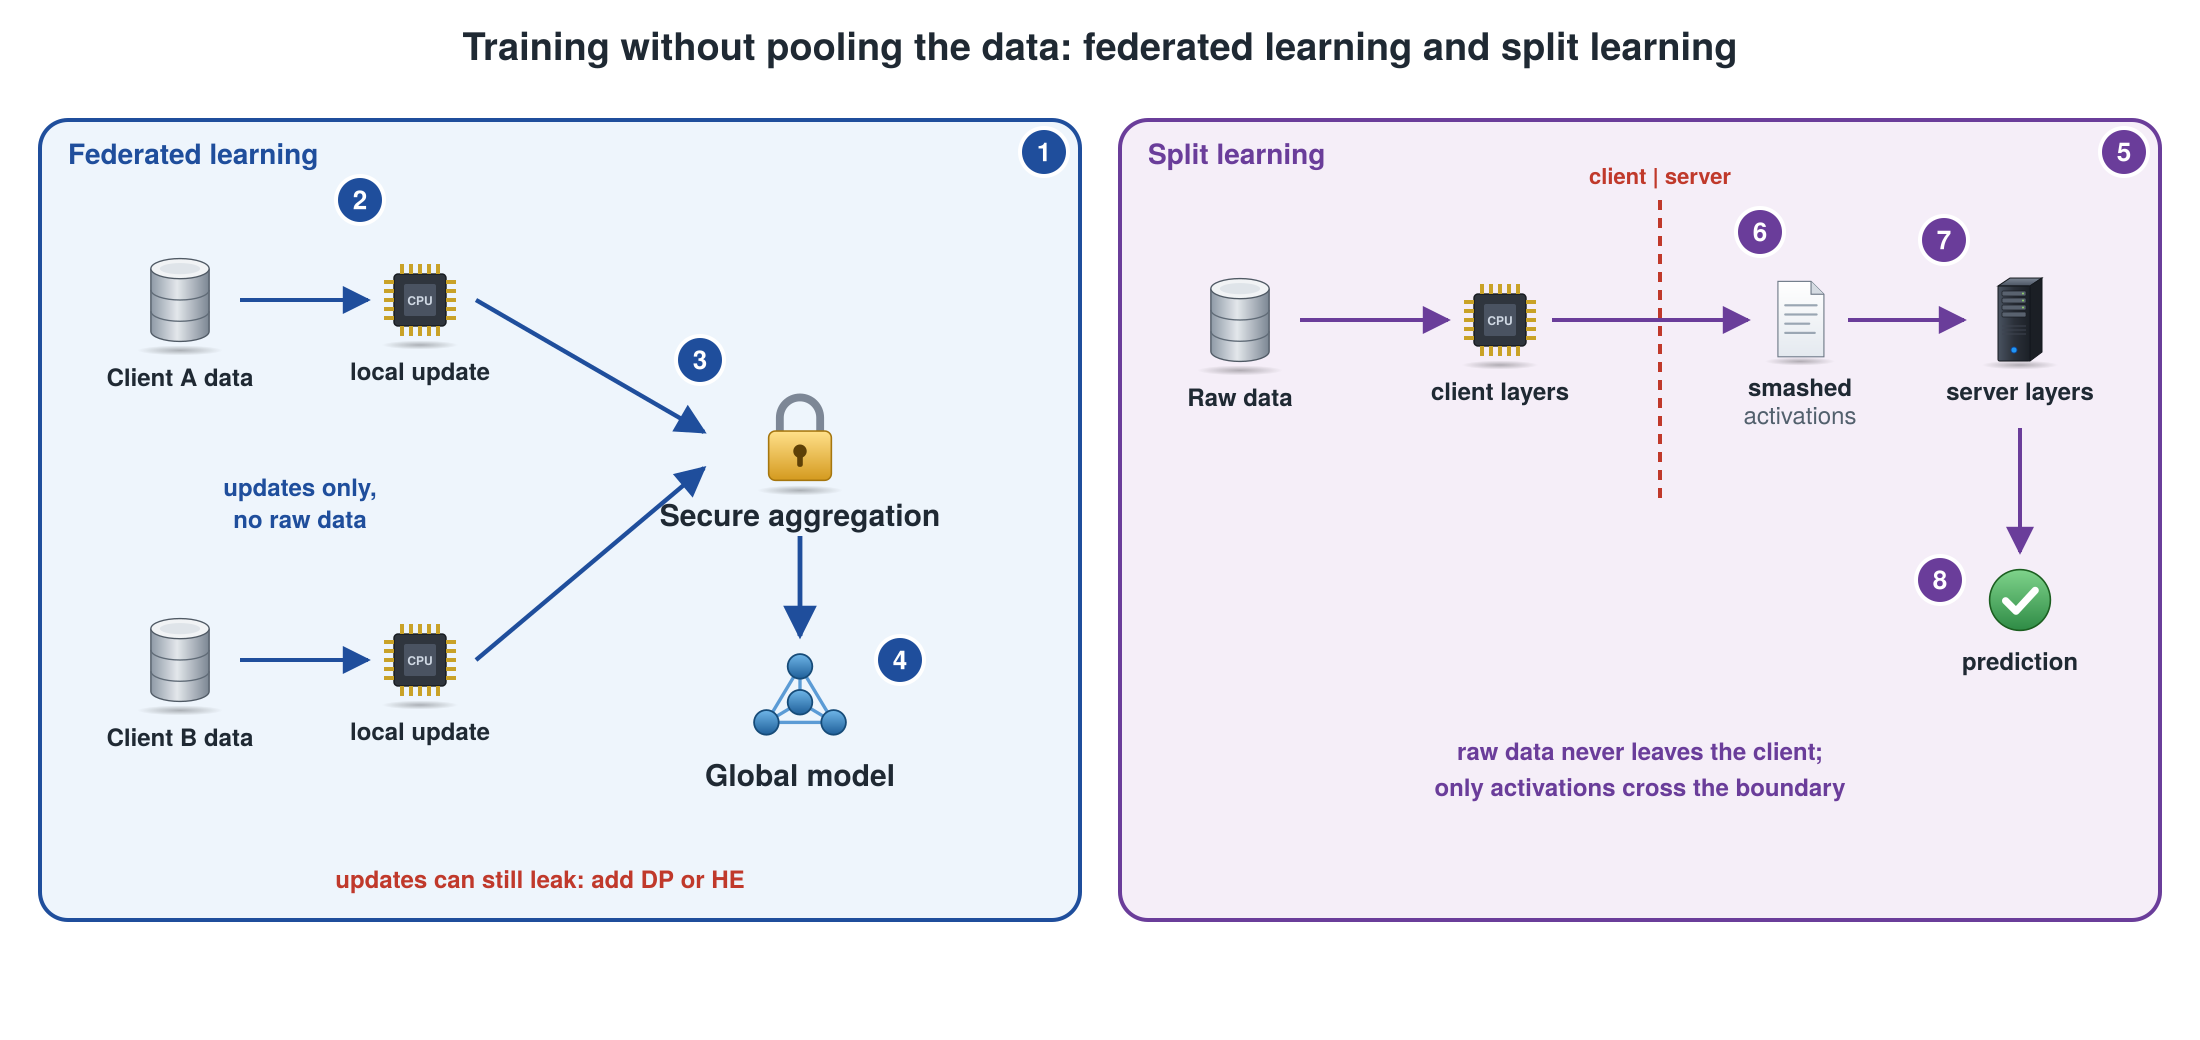 Training without pooling the data: federated learning and split learning
Federated learning
1
2
CPU
Client A data
local update
3
updates only,
no raw data
Secure aggregation
CPU
Client B data
local update
4
Global model
updates can still leak: add DP or HE
Split learning
5
client | server
6
7
CPU
Raw data
client layers
smashed
activations
server layers
8
prediction
raw data never leaves the client;
only activations cross the boundary